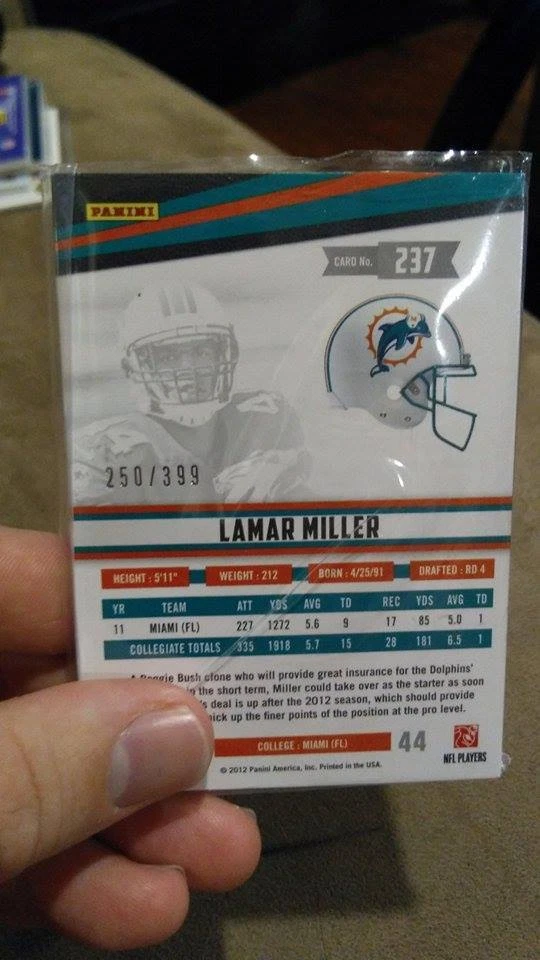 PANINI
CARD No. 237
250/399
LAMAR MILLER
HEIGHT : 5'11" WEIGHT : 212 BORN : 4/25/91 DRAFTED : RD 4
YR TEAM ATT YDS AVG TD REC YDS AVG TD
11 MIAMI (FL) 227 1272 5.6 9 17 85 5.0 1
COLLEGIATE TOTALS 335 1918 5.7 15 28 181 6.5 1
A Reggie Bush clone who will provide great insurance for the Dolphins'
in the short term, Miller could take over as the starter as soon
deal is up after the 2012 season, which should provide
pick up the finer points of the position at the pro level.
COLLEGE : MIAMI (FL) 44
NFL PLAYERS
© 2012 Panini America, Inc. Printed in the USA.